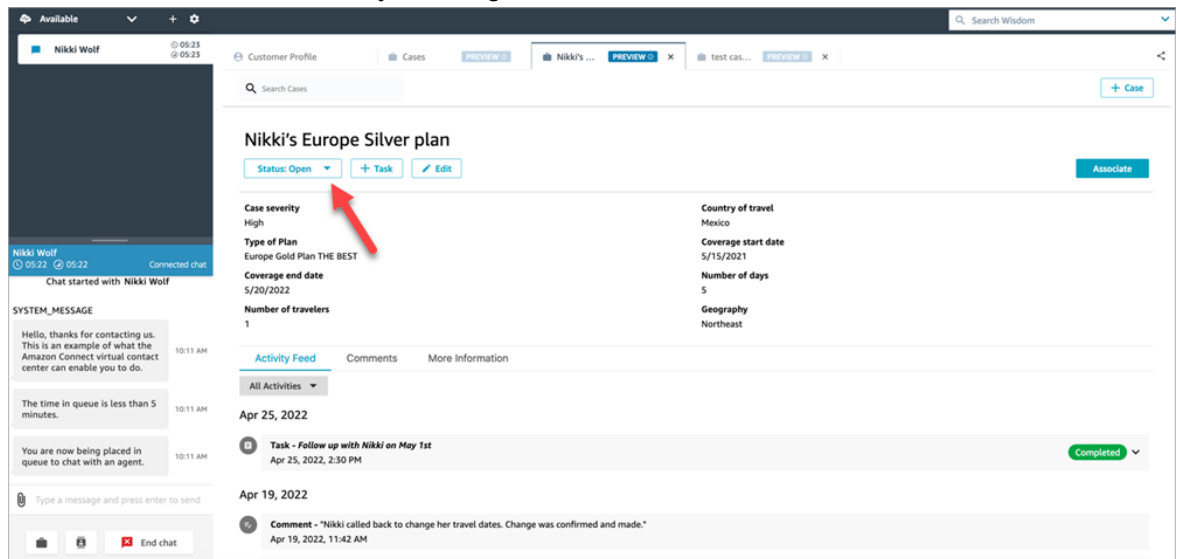 Available
Search Wisdom
Nikki Wolf
05:23
05:23
Customer Profile
Cases
PREVIEW
Nikki's ...
PREVIEW
test cas...
PREVIEW
Search Cases
+ Case
Nikki's Europe Silver plan
Status: Open
+ Task
Edit
Associate
Case severity
High
Country of travel
Mexico
Type of Plan
Europe Gold Plan THE BEST
Coverage start date
5/15/2021
Coverage end date
5/20/2022
Number of days
5
Number of travelers
1
Geography
Northeast
Nikki Wolf
05:22 05:22 Connected chat
Chat started with Nikki Wolf
SYSTEM_MESSAGE
Hello, thanks for contacting us.
This is an example of what the
Amazon Connect virtual contact
center can enable you to do.
10:11 AM
The time in queue is less than 5
minutes.
10:11 AM
You are now being placed in
queue to chat with an agent.
10:11 AM
Type a message and press enter to send
End chat
Activity Feed
Comments
More Information
All Activities
Apr 25, 2022
Task - Follow up with Nikki on May 1st
Apr 25, 2022, 2:30 PM
Completed
Apr 19, 2022
Comment - "Nikki called back to change her travel dates. Change was confirmed and made."
Apr 19, 2022, 11:42 AM